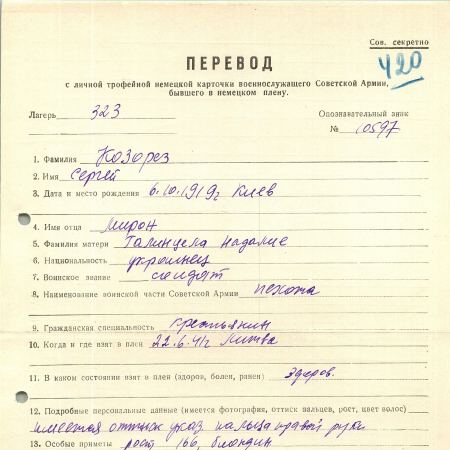 Сов. секретно
420
ПЕРЕВОД
с личной трофейной немецкой карточки военнослужащего Советской Армии,
бывшего в немецком плену.
Лагерь 323
Опознавательный знак
№ 10597
1. Фамилия Козорез
2. Имя Сергей
3. Дата и место рождения 6.10.1919г Киев
4. Имя отца Мирон
5. Фамилия матери
6. Национальность украинец
7. Воинское звание солдат
8. Наименование воинской части Советской Армии пехота
9. Гражданская специальность крестьянин
10. Когда и где взят в плен 22.6.41г Литва
11. В каком состоянии взят в плен (здоров, болен, ранен) здоров.
12. Подробные персональные данные (имеется фотография, оттиск пальцев, рост, цвет волос)
имеется оттиск указ пальца правой руки
13. Особые приметы рост 166, блондин